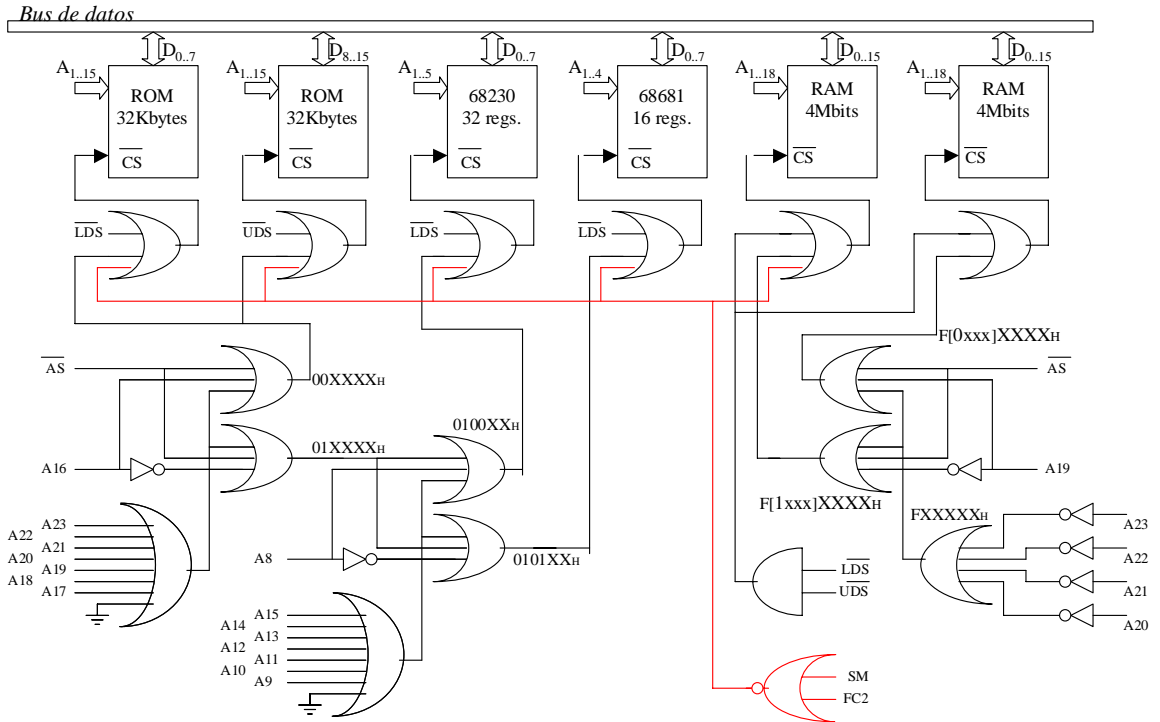 Bus de datos
D0..7
D8..15
D0..7
D0..7
D0..15
D0..15
A1..15
A1..15
A1..5
A1..4
A1..18
A1..18
ROM
32Kbytes
ROM
32Kbytes
68230
32 regs.
68681
16 regs.
RAM
4Mbits
RAM
4Mbits
CS
CS
CS
CS
CS
CS
LDS
UDS
LDS
LDS
F[0xxx]XXXXH
AS
00XXXXH
AS
0100XXH
01XXXXH
A16
A19
F[1xxx]XXXXH
FXXXXXH
A23
A22
A21
A20
A19
A18
A17
A8
0101XXH
LDS
UDS
A23
A22
A21
A20
A15
A14
A13
A12
A11
A10
A9
SM
FC2